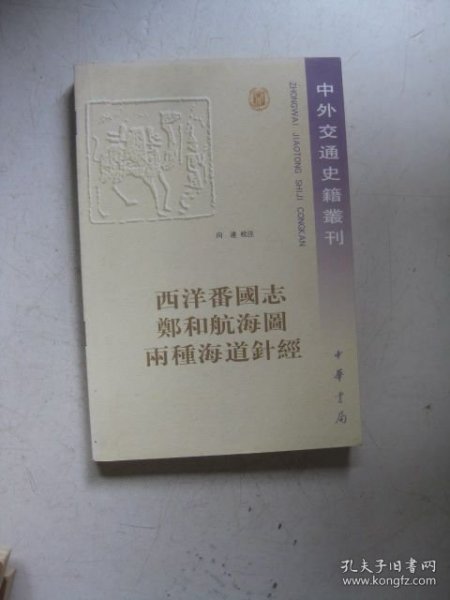 中外交通史籍叢刊
ZHONGWAI JIAOTONG SHIJI CONGKAN
向達 校注
西洋番國志
鄭和航海圖
兩種海道針經
中華書局
孔夫子旧书网
www.kongfz.com